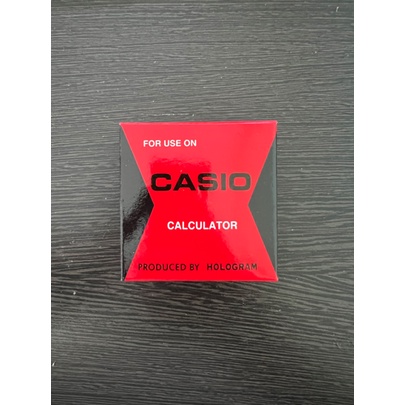 FOR USE ON
CASIO
CALCULATOR
PRODUCED BY HOLOGRAM